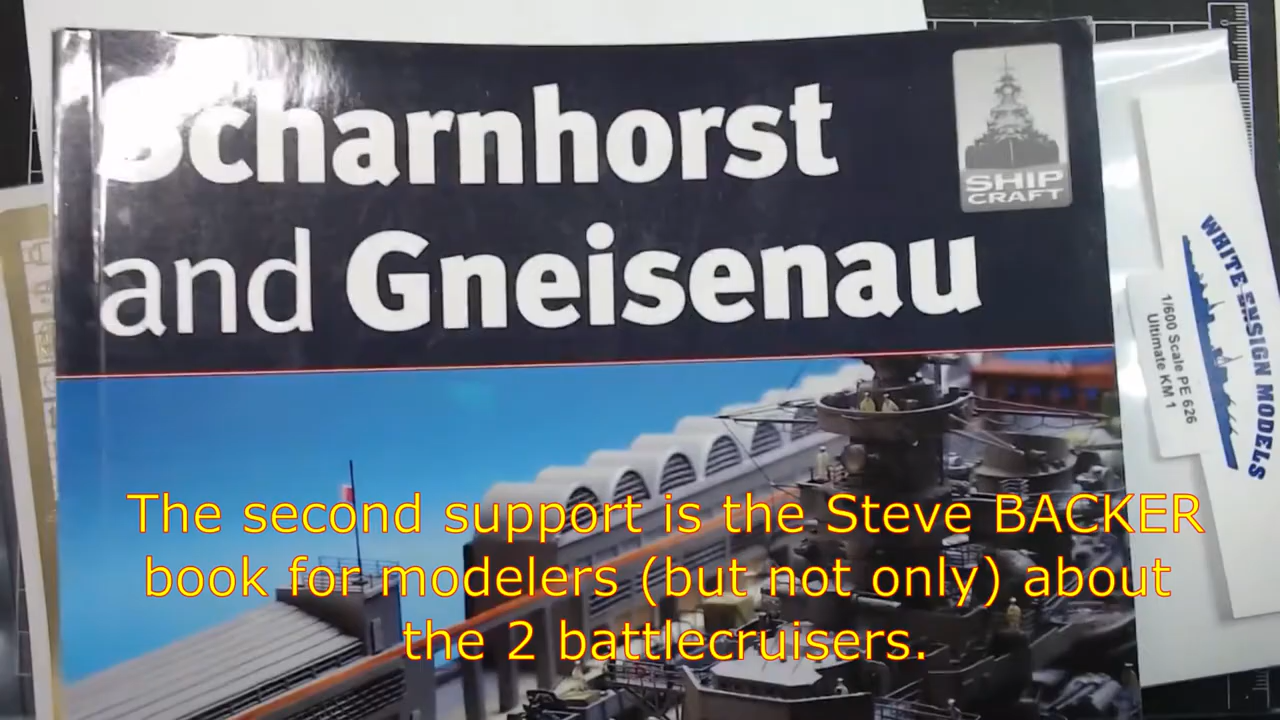 Scharnhorst
and Gneisenau
SHIP
CRAFT
WHITE ENSIGN MODELS
1/600 Scale PE 626
Ultimate KM 1
The second support is the Steve BACKER
book for modelers (but not only) about
the 2 battlecruisers.